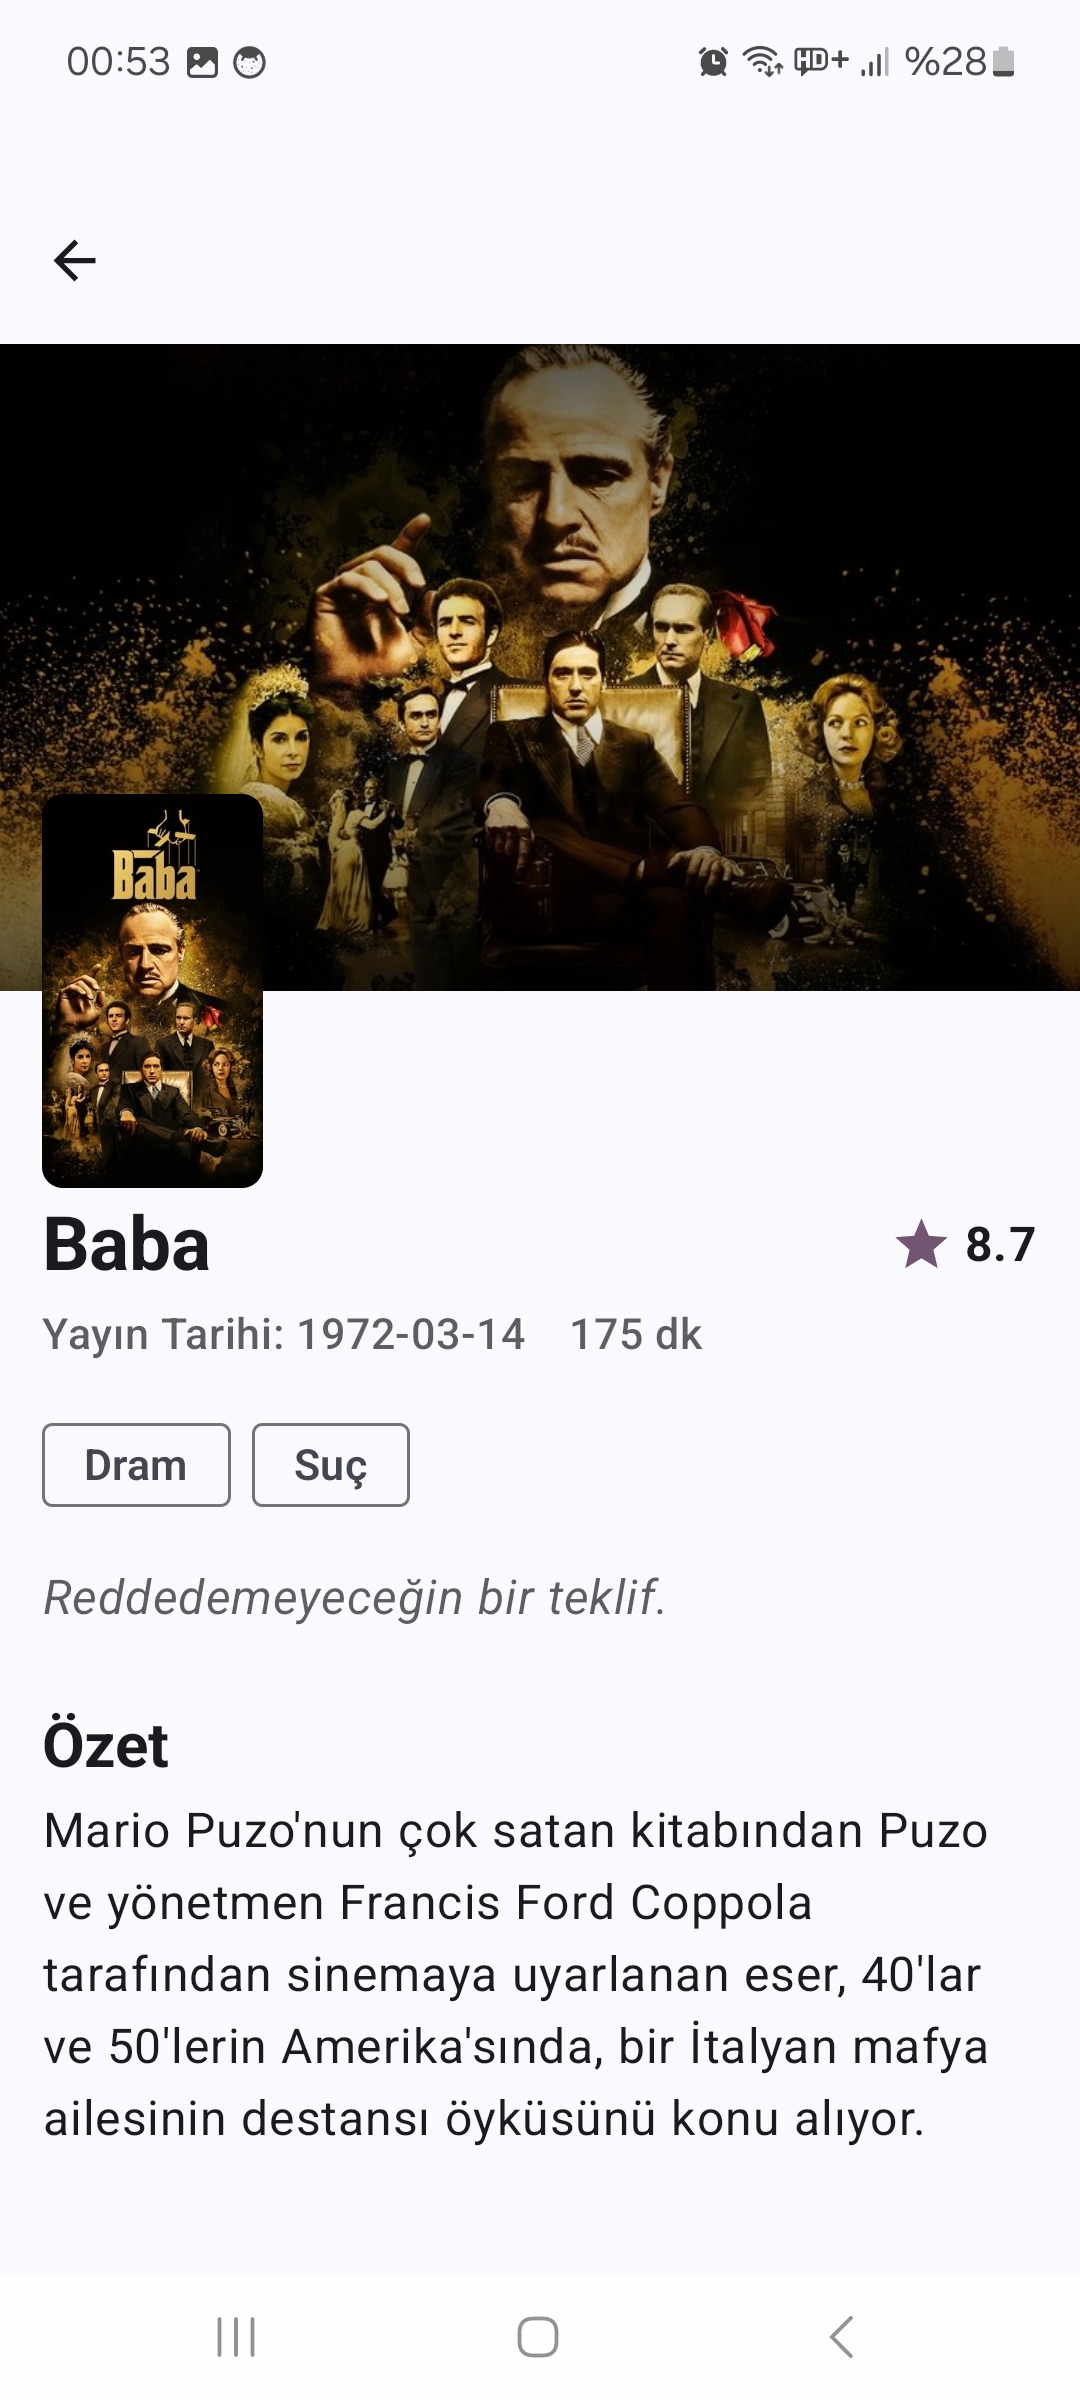 00:53 HD+ %28
Baba
Baba 8.7
Yayın Tarihi: 1972-03-14 175 dk
Dram Suç
Reddedemeyeceğin bir teklif.
Özet
Mario Puzo'nun çok satan kitabından Puzo
ve yönetmen Francis Ford Coppola
tarafından sinemaya uyarlanan eser, 40'lar
ve 50'lerin Amerika'sında, bir İtalyan mafya
ailesinin destansı öyküsünü konu alıyor.